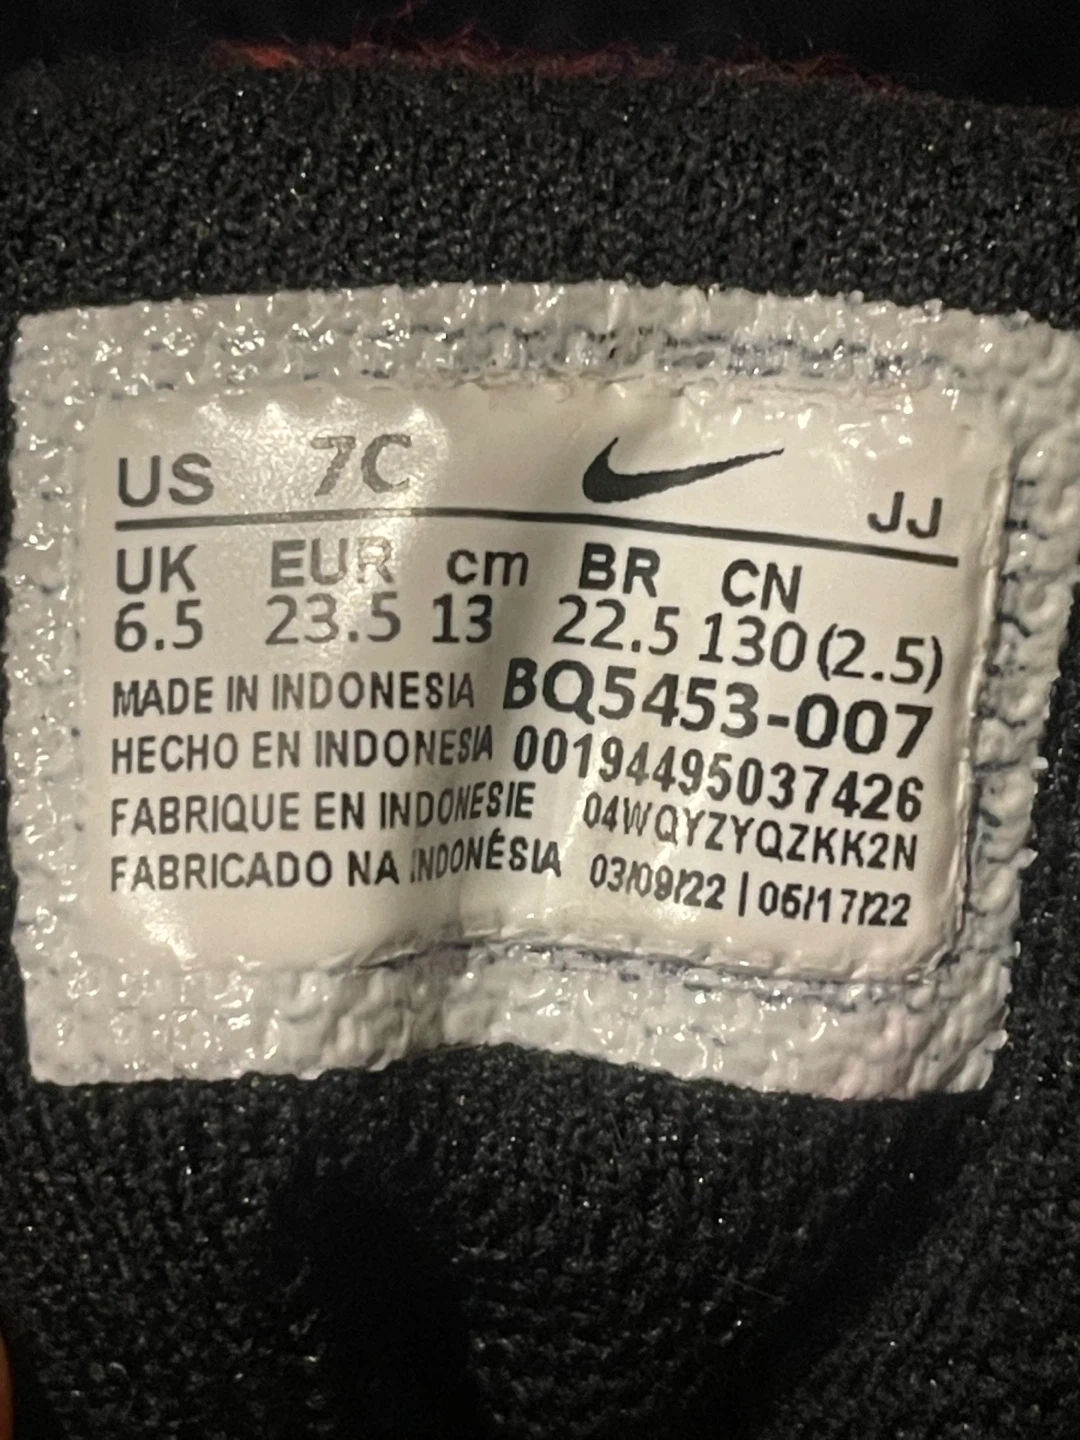 US 7C JJ
UK EUR cm BR CN
6.5 23.5 13 22.5 130(2.5)
MADE IN INDONESIA BQ5453-007
HECHO EN INDONESIA 00194495037426
FABRIQUE EN INDONESIE 04WQYZYQZKK2N
FABRICADO NA INDONÉSIA 03/09/22 | 05/17/22